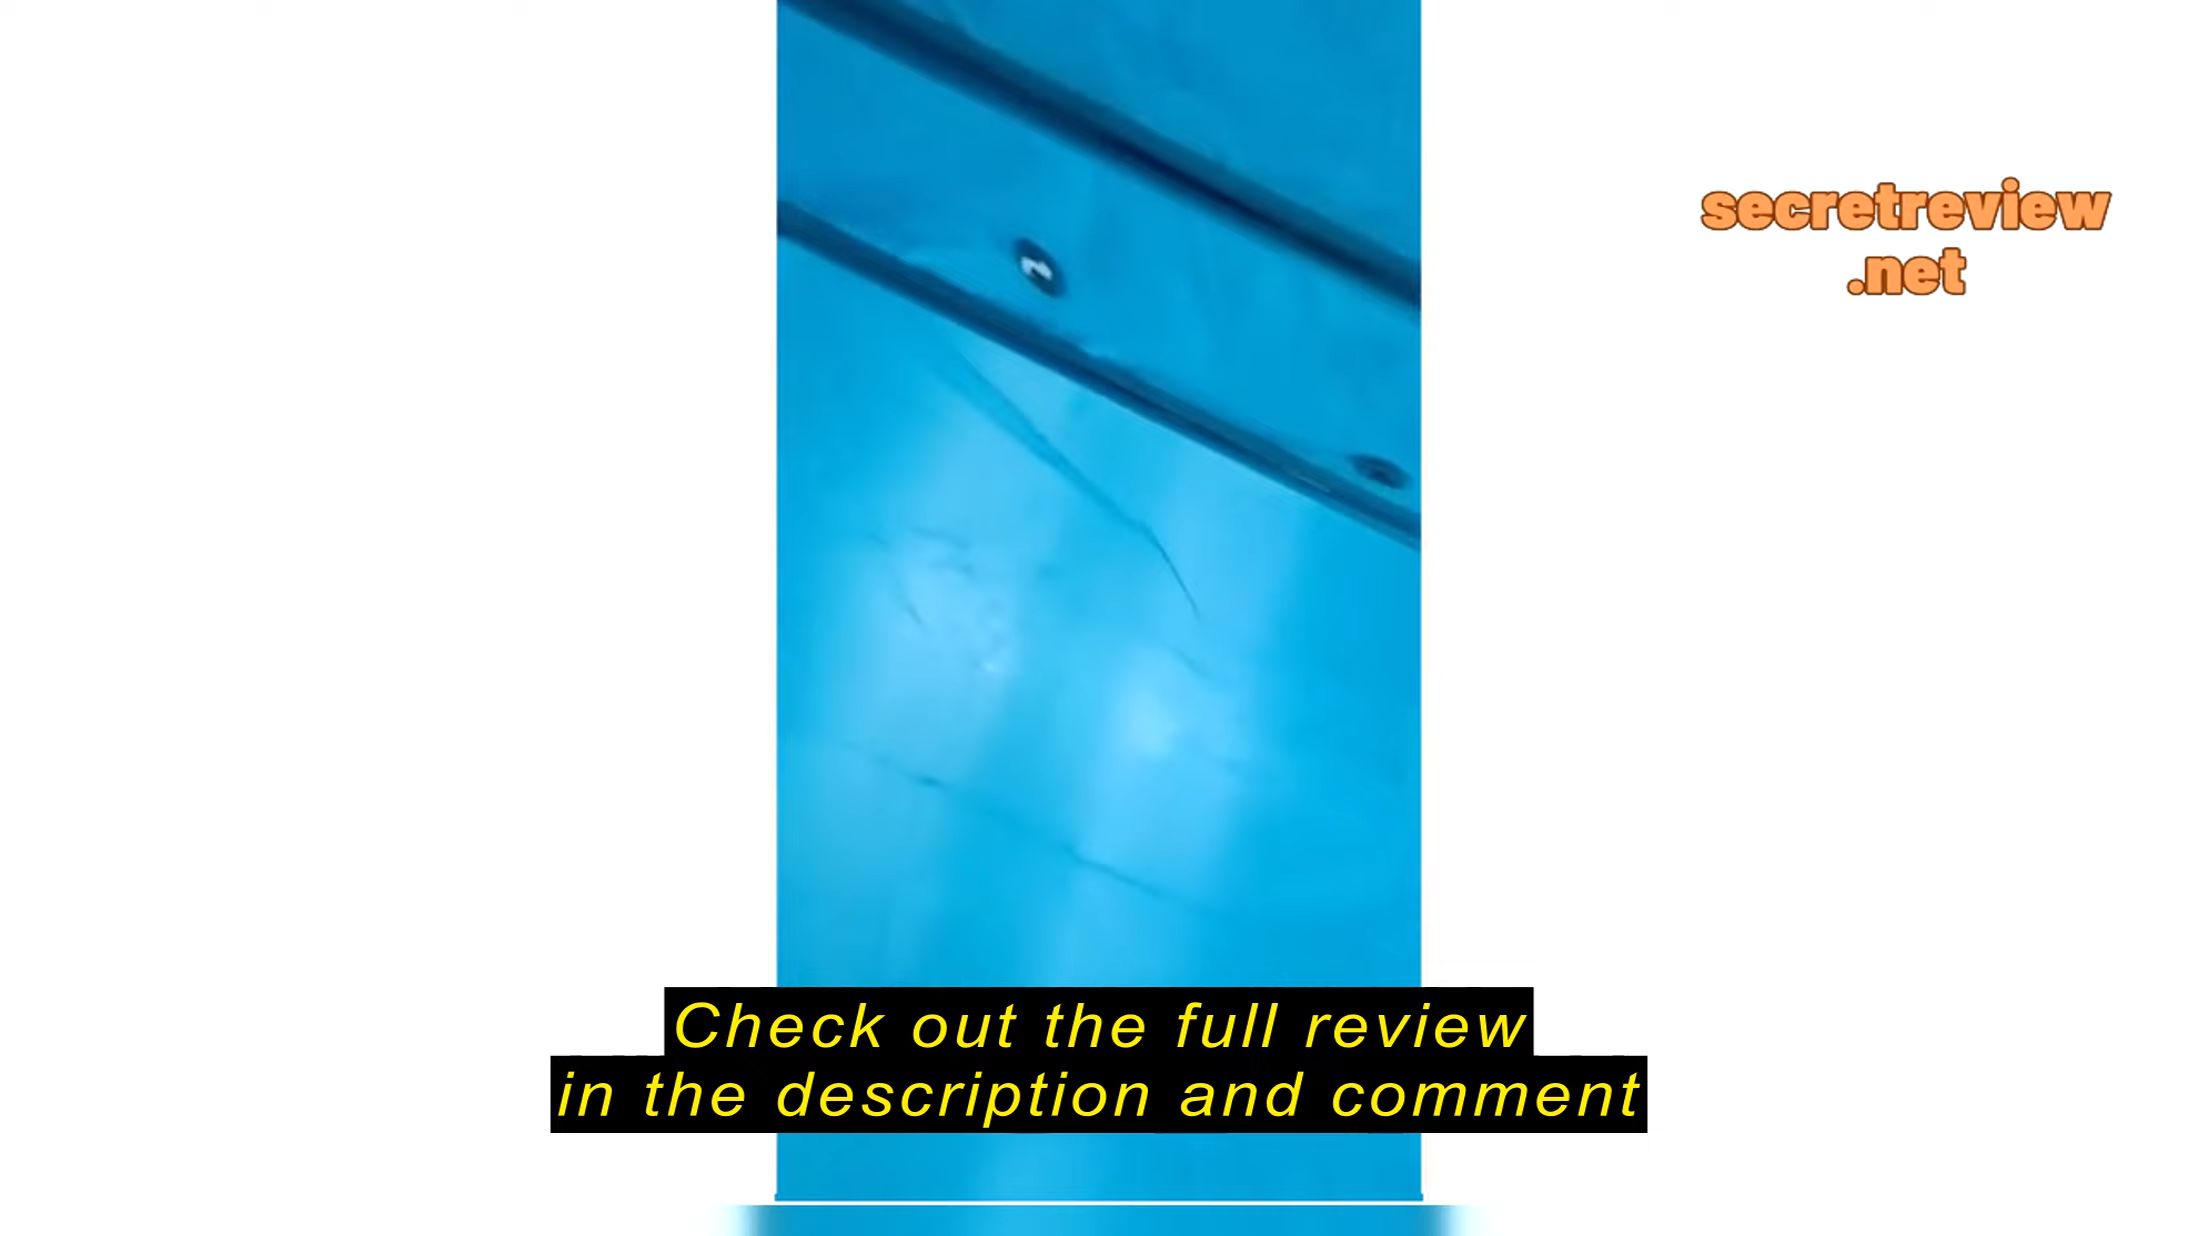 secretreview
.net
Check out the full review
in the description and comment